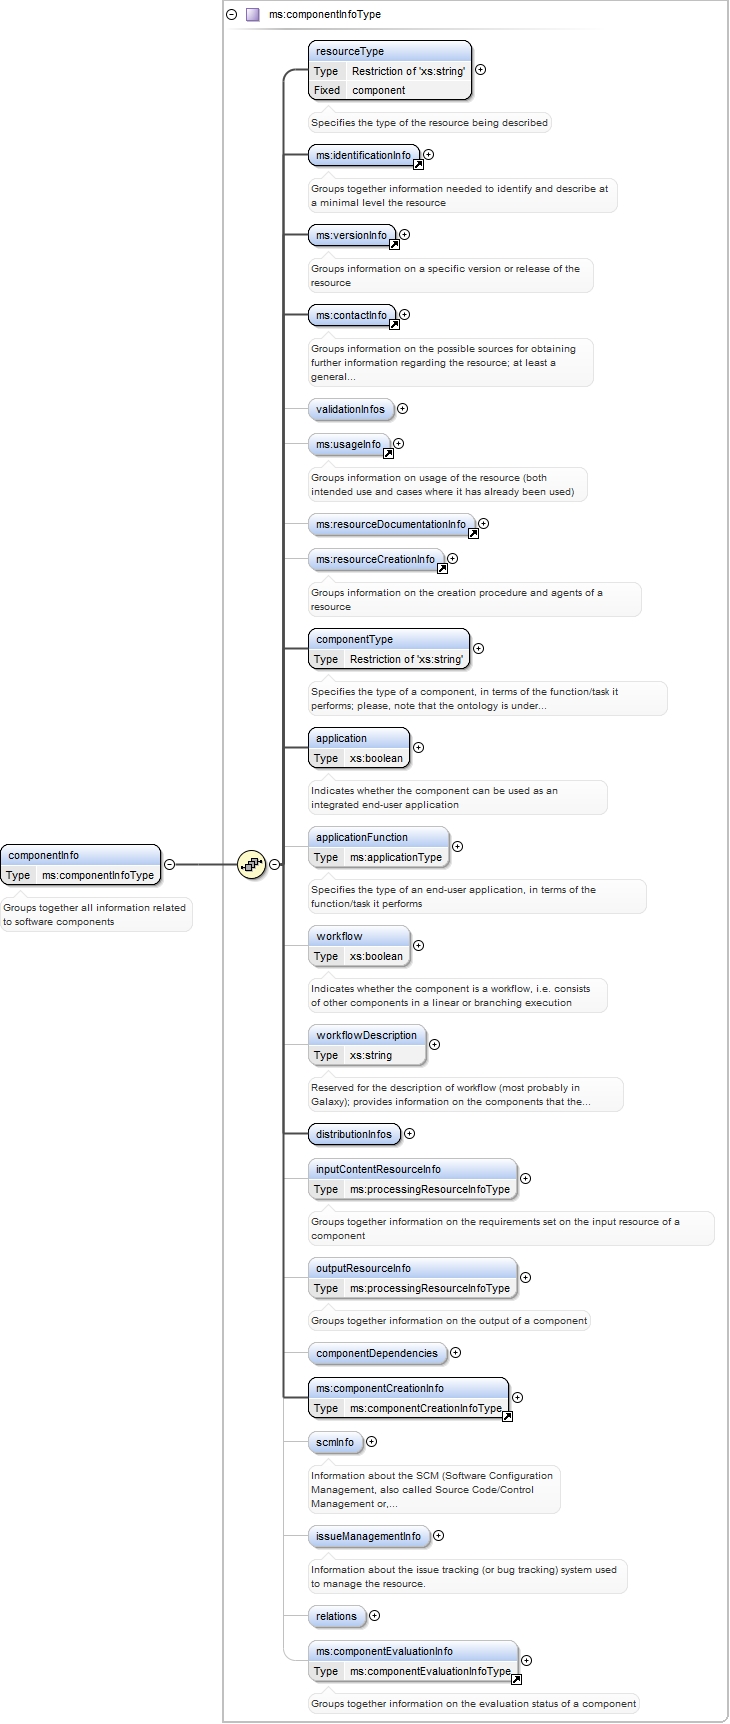 ms:componentInfoType
resourceType
Type Restriction of 'xs:string'
Fixed component
Specifies the type of the resource being described
ms:identificationInfo
Groups together information needed to identify and describe at
a minimal level the resource
ms:versionInfo
Groups information on a specific version or release of the
resource
ms:contactInfo
Groups information on the possible sources for obtaining
further information regarding the resource; at least a
general...
validationInfos
ms:usageInfo
Groups information on usage of the resource (both
intended use and cases where it has already been used)
ms:resourceDocumentationInfo
ms:resourceCreationInfo
Groups information on the creation procedure and agents of a
resource
componentType
Type Restriction of 'xs:string'
Specifies the type of a component, in terms of the function/task it
performs; please, note that the ontology is under...
application
Type xs:boolean
Indicates whether the component can be used as an
integrated end-user application
componentInfo
Type ms:componentInfoType
Groups together all information related
to software components
applicationFunction
Type ms:applicationType
Specifies the type of an end-user application, in terms of the
function/task it performs
workflow
Type xs:boolean
Indicates whether the component is a workflow, i.e. consists
of other components in a linear or branching execution
workflowDescription
Type xs:string
Reserved for the description of workflow (most probably in
Galaxy); provides information on the components that the...
distributionInfos
inputContentResourceInfo
Type ms:processingResourceInfoType
Groups together information on the requirements set on the input resource of a
component
outputResourceInfo
Type ms:processingResourceInfoType
Groups together information on the output of a component
componentDependencies
ms:componentCreationInfo
Type ms:componentCreationInfoType
scmInfo
Information about the SCM (Software Configuration
Management, also called Source Code/Control
Management or,...
issueManagementInfo
Information about the issue tracking (or bug tracking) system used
to manage the resource.
relations
ms:componentEvaluationInfo
Type ms:componentEvaluationInfoType
Groups together information on the evaluation status of a component